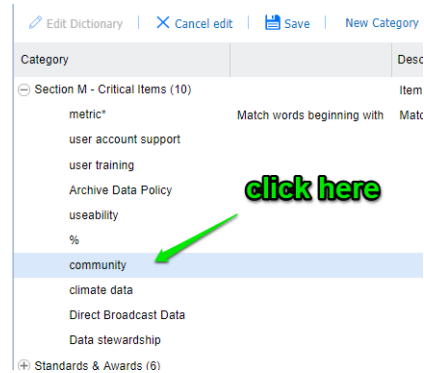 Edit Dictionary Cancel edit Save New Category
Category Desc
Section M - Critical Items (10) Item
metric* Match words beginning with Matc
user account support
user training
Archive Data Policy
click here
useability
%
community
climate data
Direct Broadcast Data
Data stewardship
Standards & Awards (6)